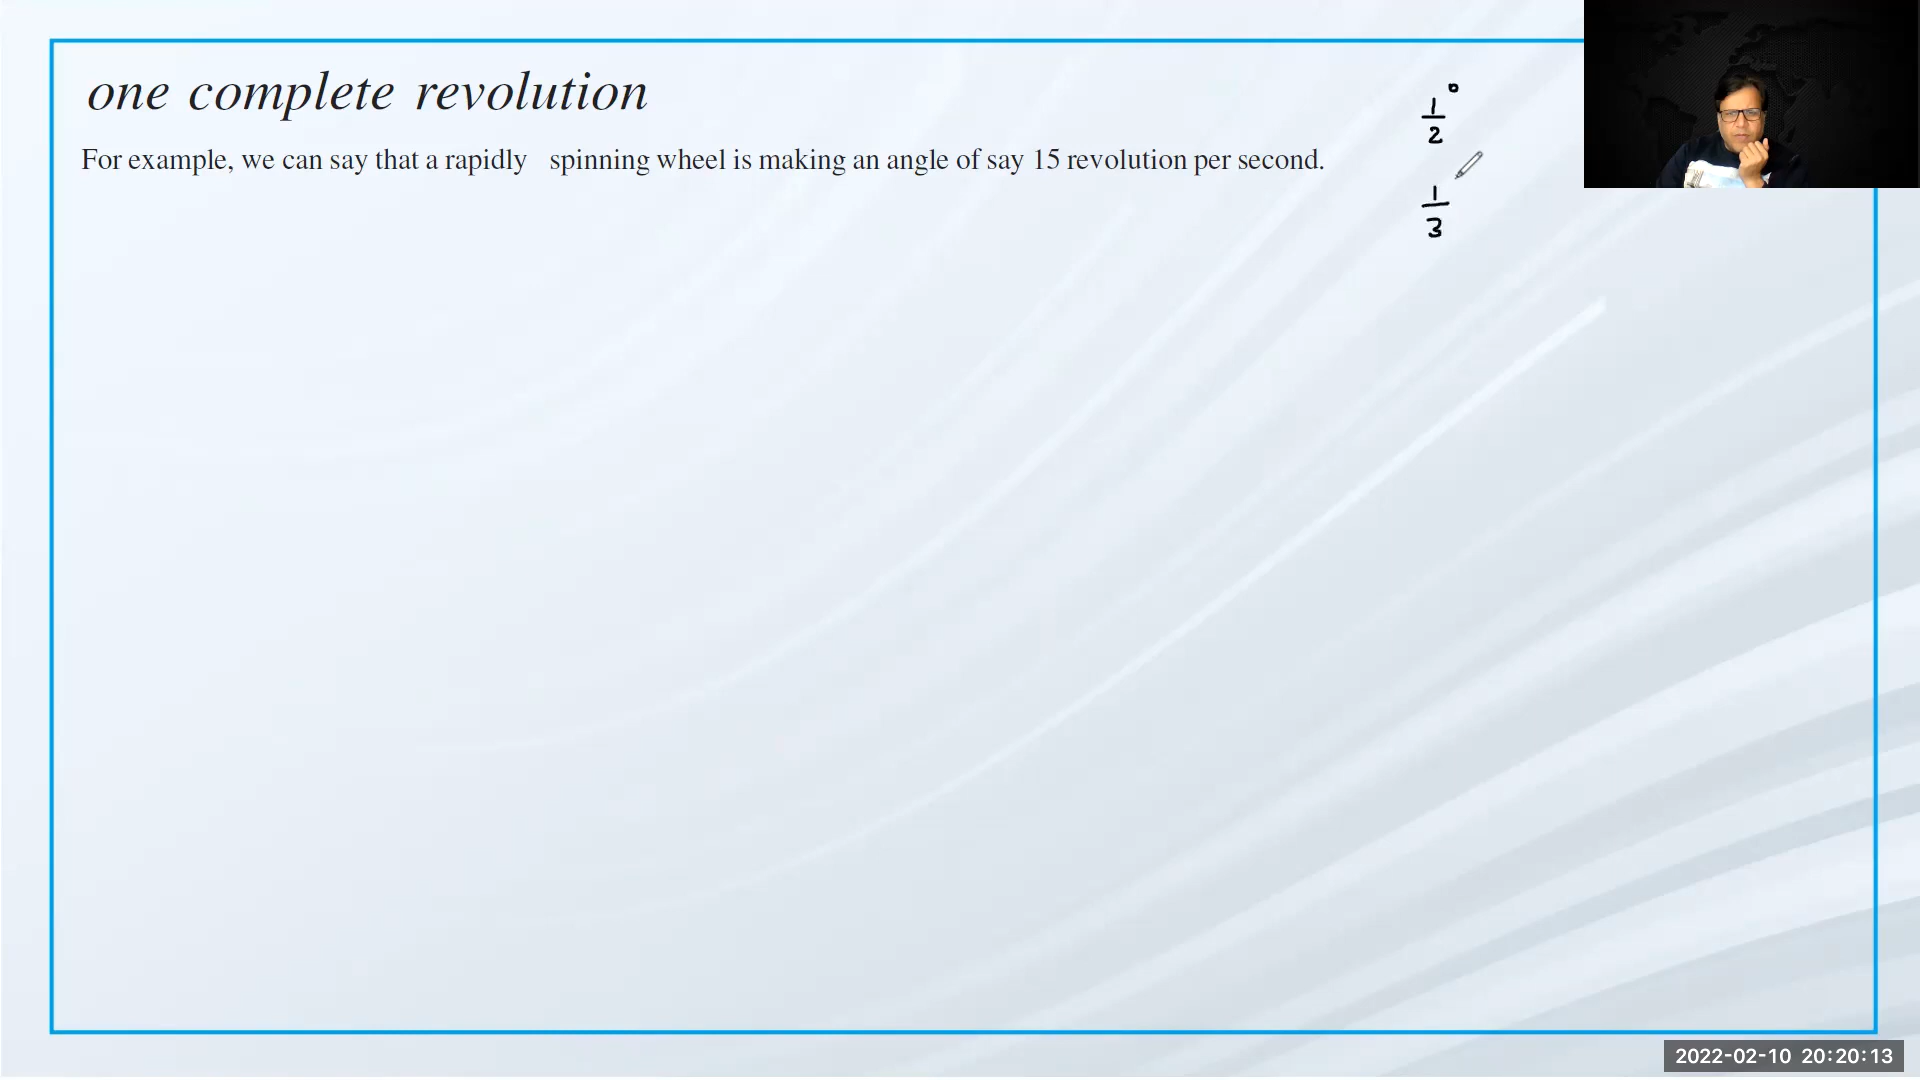 one complete revolution
For example, we can say that a rapidly spinning wheel is making an angle of say 15 revolution per second.
1/2°
1/3
2022-02-10 20:20:13